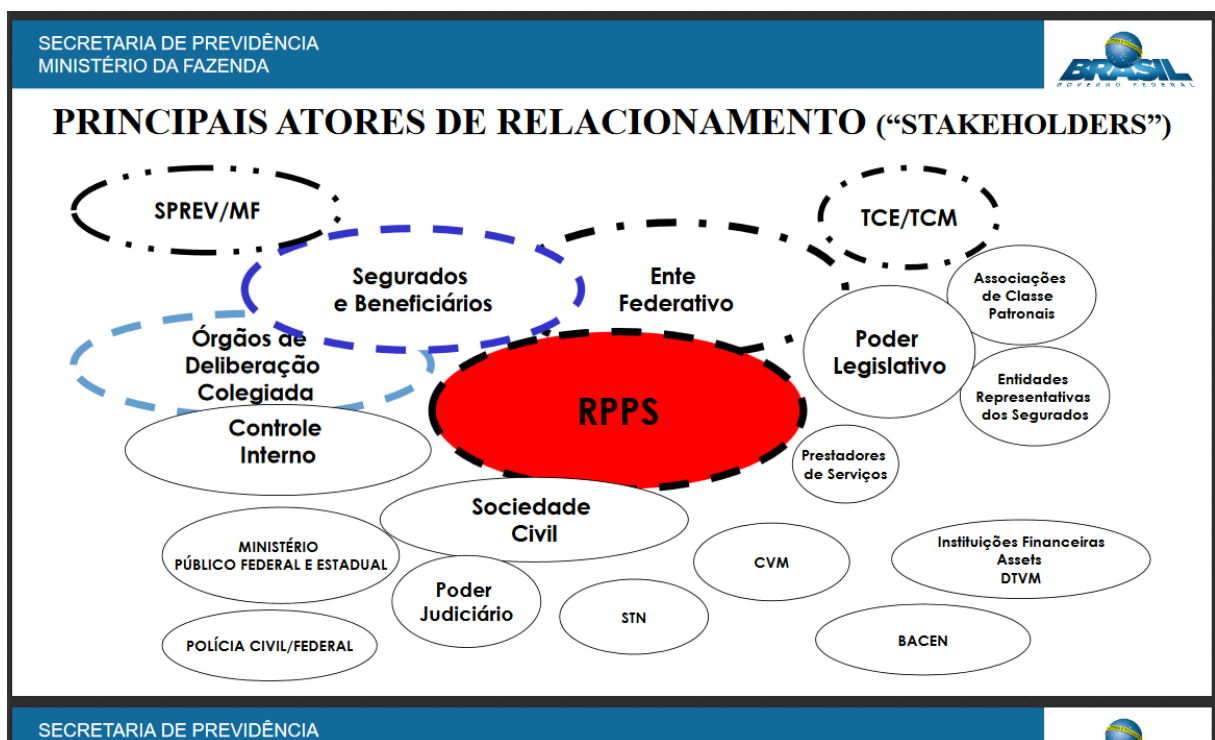 SECRETARIA DE PREVIDÊNCIA
MINISTÉRIO DA FAZENDA
BRASIL
GOVERNO FEDERAL
PRINCIPAIS ATORES DE RELACIONAMENTO (“STAKEHOLDERS”)
SPREV/MF
TCE/TCM
Segurados
e Beneficiários
Ente
Federativo
Associações
de Classe
Patronais
Órgãos de
Deliberação
Colegiada
Poder
Legislativo
Entidades
Representativas
dos Segurados
RPPS
Controle
Interno
Prestadores
de Serviços
Sociedade
Civil
MINISTÉRIO
PÚBLICO FEDERAL E ESTADUAL
CVM
Instituições Financeiras
Assets
DTVM
Poder
Judiciário
STN
POLÍCIA CIVIL/FEDERAL
BACEN
SECRETARIA DE PREVIDÊNCIA